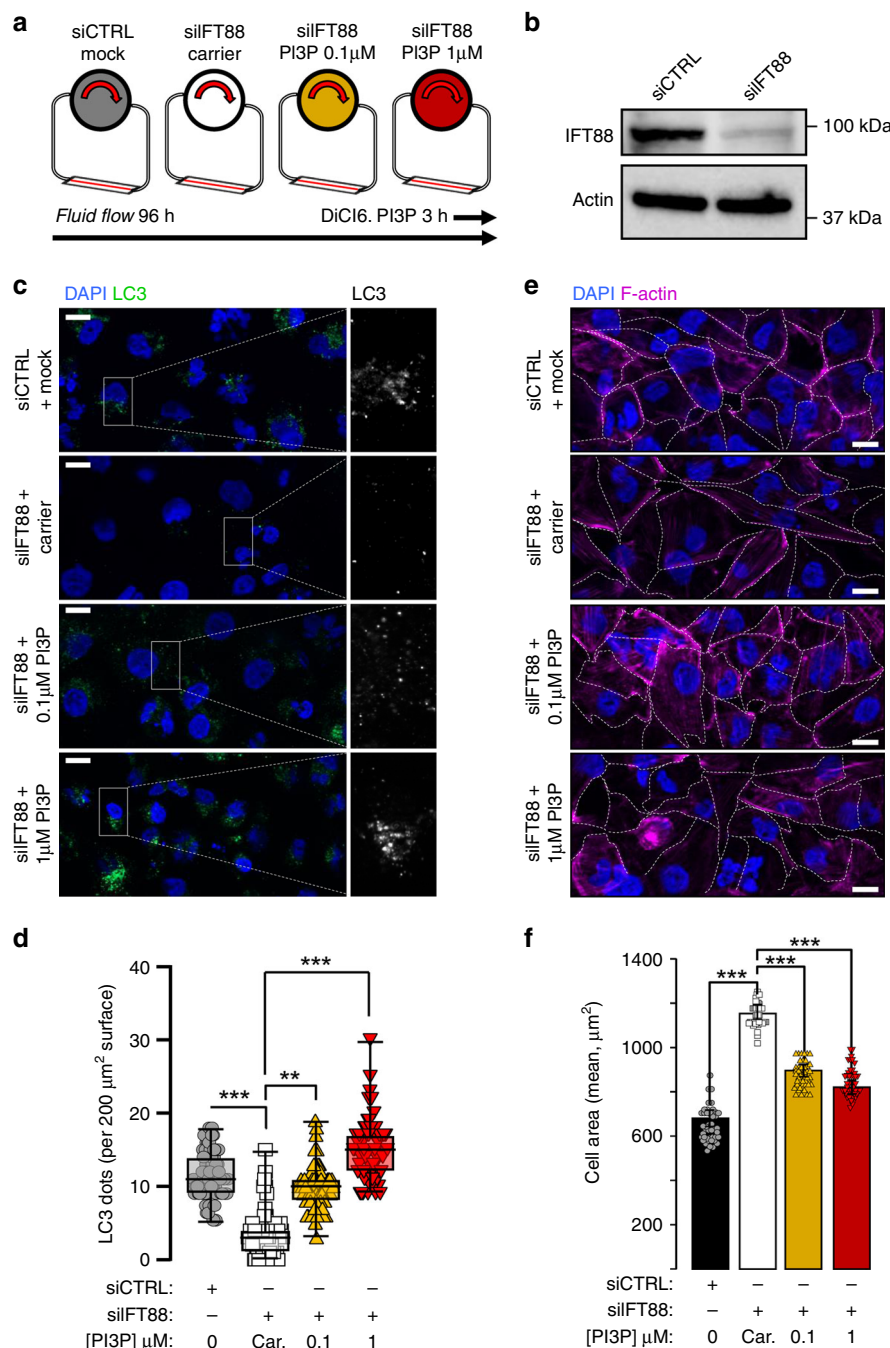 a
siCTRL
mock
siIFT88
carrier
siIFT88
PI3P 0.1μM
siIFT88
PI3P 1μM
Fluid flow 96 h
DiCI6. PI3P 3 h
b
siCTRL
siIFT88
IFT88
100 kDa
Actin
37 kDa
c
DAPI LC3
LC3
siCTRL
+ mock
siIFT88 +
carrier
siIFT88 +
0.1μM PI3P
siIFT88 +
1μM PI3P
e
DAPI F-actin
siCTRL
+ mock
siIFT88 +
carrier
siIFT88 +
0.1μM PI3P
siIFT88 +
1μM PI3P
d
LC3 dots (per 200 μm² surface)
40
30
20
10
0
***
**
***
siCTRL: + – – –
siIFT88: – + + +
[PI3P] μM: 0 Car. 0.1 1
f
Cell area (mean, μm²)
1400
1000
600
200
***
***
***
siCTRL: + – – –
siIFT88: – + + +
[PI3P] μM: 0 Car. 0.1 1